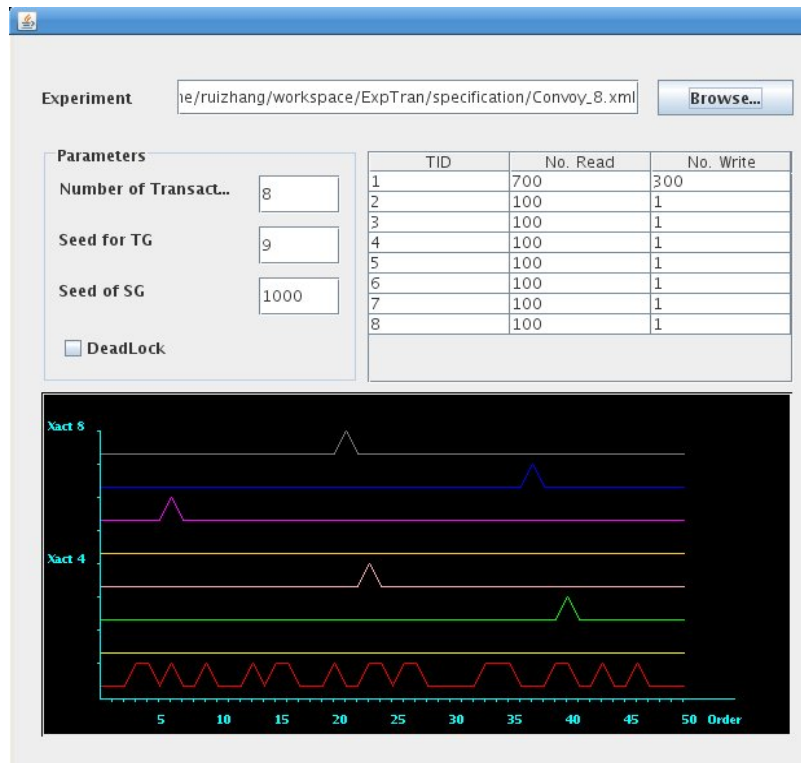 Experiment
ne/ruizhang/workspace/ExpTran/specification/Convoy_8.xml
Browse...
Parameters
Number of Transact... 8
Seed for TG 9
Seed of SG 1000
DeadLock
TID No. Read No. Write
1 700 300
2 100 1
3 100 1
4 100 1
5 100 1
6 100 1
7 100 1
8 100 1
Xact 8
Xact 4
5 10 15 20 25 30 35 40 45 50 Order